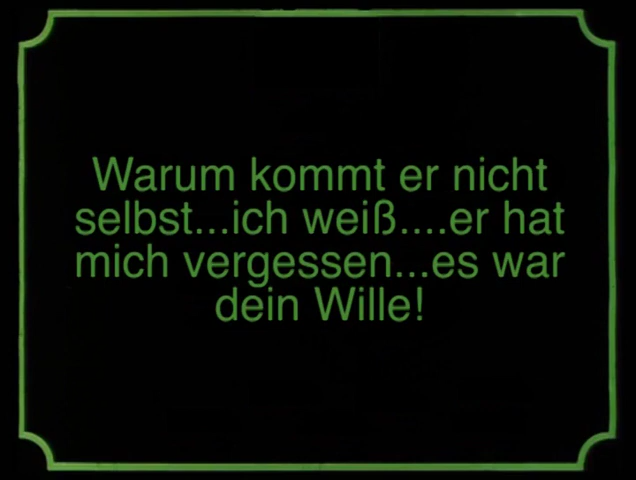 Warum kommt er nicht
selbst...ich weiß....er hat
mich vergessen...es war
dein Wille!